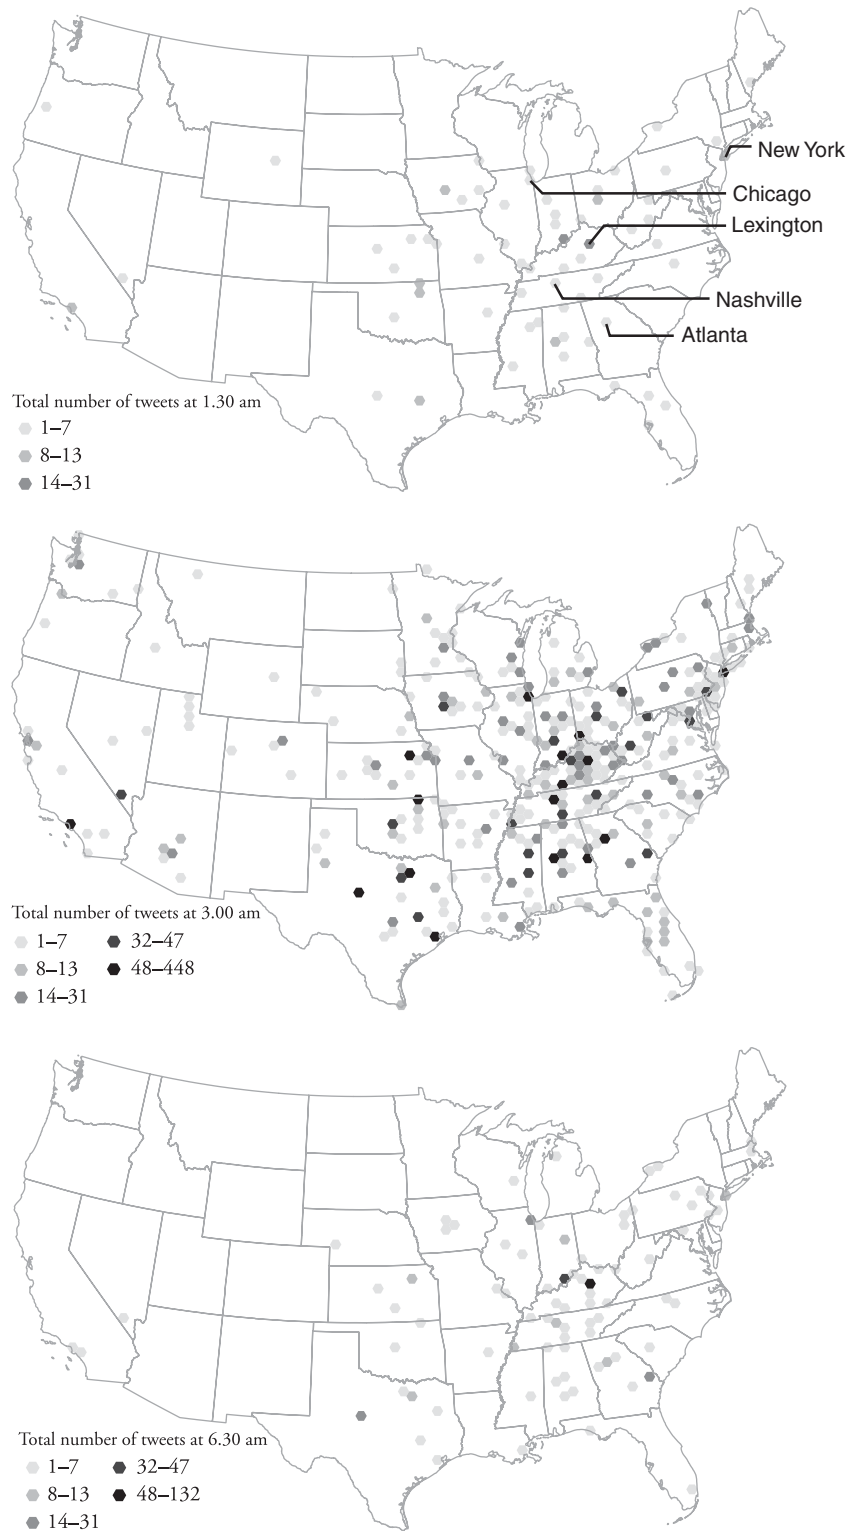 New York
Chicago
Lexington
Nashville
Atlanta
Total number of tweets at 1.30 am
1–7
8–13
14–31
Total number of tweets at 3.00 am
1–7 32–47
8–13 48–448
14–31
Total number of tweets at 6.30 am
1–7 32–47
8–13 48–132
14–31